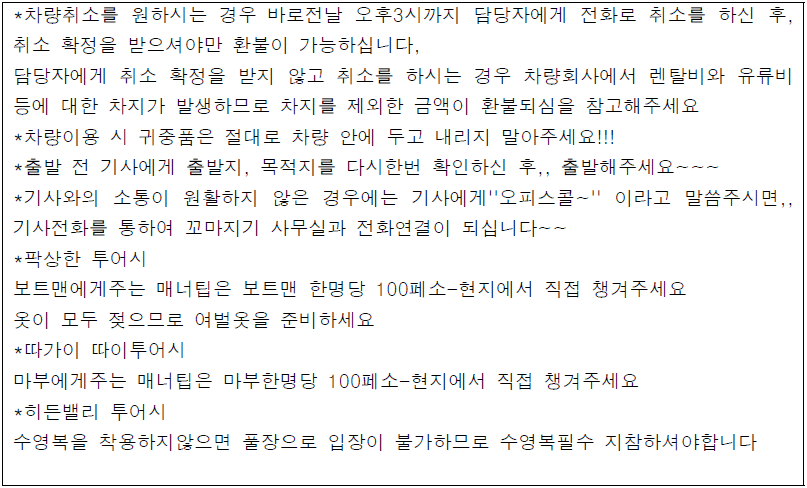 *차량취소를 원하시는 경우 바로전날 오후3시까지 담당자에게 전화로 취소를 하신 후,
취소 확정을 받으셔야만 환불이 가능하십니다,
담당자에게 취소 확정을 받지 않고 취소를 하시는 경우 차량회사에서 렌탈비와 유류비
등에 대한 차지가 발생하므로 차지를 제외한 금액이 환불되심을 참고해주세요
*차량이용 시 귀중품은 절대로 차량 안에 두고 내리지 말아주세요!!!
*출발 전 기사에게 출발지, 목적지를 다시한번 확인하신 후,, 출발해주세요~~~
*기사와의 소통이 원활하지 않은 경우에는 기사에게''오피스콜~'' 이라고 말씀주시면,,
기사전화를 통하여 꼬마지기 사무실과 전화연결이 되십니다~~
*팍상한 투어시
보트맨에게주는 매너팁은 보트맨 한명당 100페소-현지에서 직접 챙겨주세요
옷이 모두 젖으므로 여벌옷을 준비하세요
*따가이 따이투어시
마부에게주는 매너팁은 마부한명당 100페소-현지에서 직접 챙겨주세요
*히든밸리 투어시
수영복을 착용하지않으면 풀장으로 입장이 불가하므로 수영복필수 지참하셔야합니다